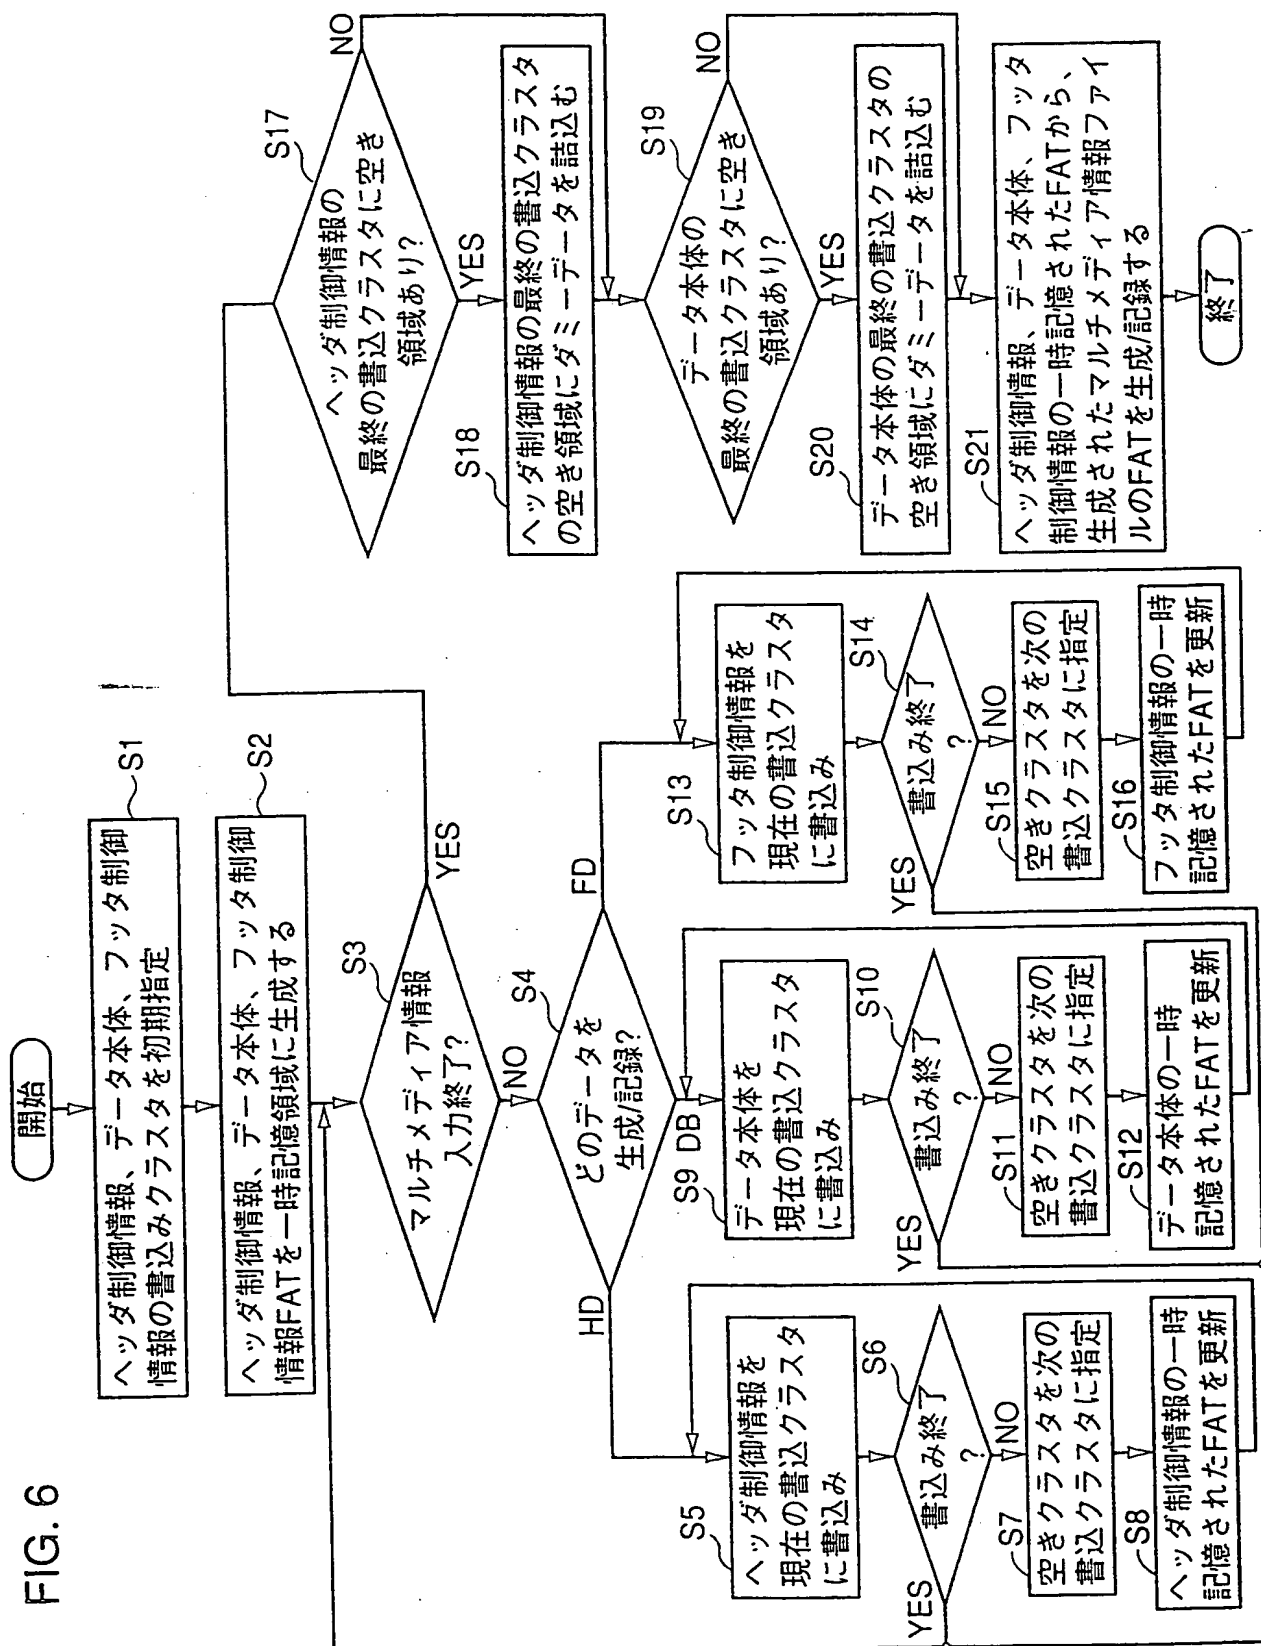 FIG. 6
開始
S1
ヘッダ制御情報、データ本体、フッタ制御
情報の書込みクラスタを初期指定
S2
ヘッダ制御情報、データ本体、フッタ制御
情報FATを一時記憶領域に生成する
S3
マルチメディア情報
入力終了?
YES
NO
S4
どのデータを
生成/記録?
HD
DB
FD
S5
ヘッダ制御情報を
現在の書込クラスタ
に書込み
S6
書込み終了
?
YES
NO
S7
空きクラスタを次の
書込クラスタに指定
S8
ヘッダ制御情報の一時
記憶されたFATを更新
S9
データ本体を
現在の書込クラスタ
に書込み
S10
書込み終了
?
YES
NO
S11
空きクラスタを次の
書込クラスタに指定
S12
データ本体の一時
記憶されたFATを更新
S13
フッタ制御情報を
現在の書込クラスタ
に書込み
S14
書込み終了
?
YES
NO
S15
空きクラスタを次の
書込クラスタに指定
S16
フッタ制御情報の一時
記憶されたFATを更新
S17
ヘッダ制御情報の
最終の書込クラスタに空き
領域あり?
NO
YES
S18
ヘッダ制御情報の最終の書込クラスタ
の空き領域にダミーデータを詰込む
S19
データ本体の
最終の書込クラスタに空き
領域あり?
NO
YES
S20
データ本体の最終の書込クラスタの
空き領域にダミーデータを詰込む
S21
ヘッダ制御情報、データ本体、フッタ
制御情報の一時記憶されたFATから、
生成されたマルチメディア情報ファイ
ルのFATを生成/記録する
終了